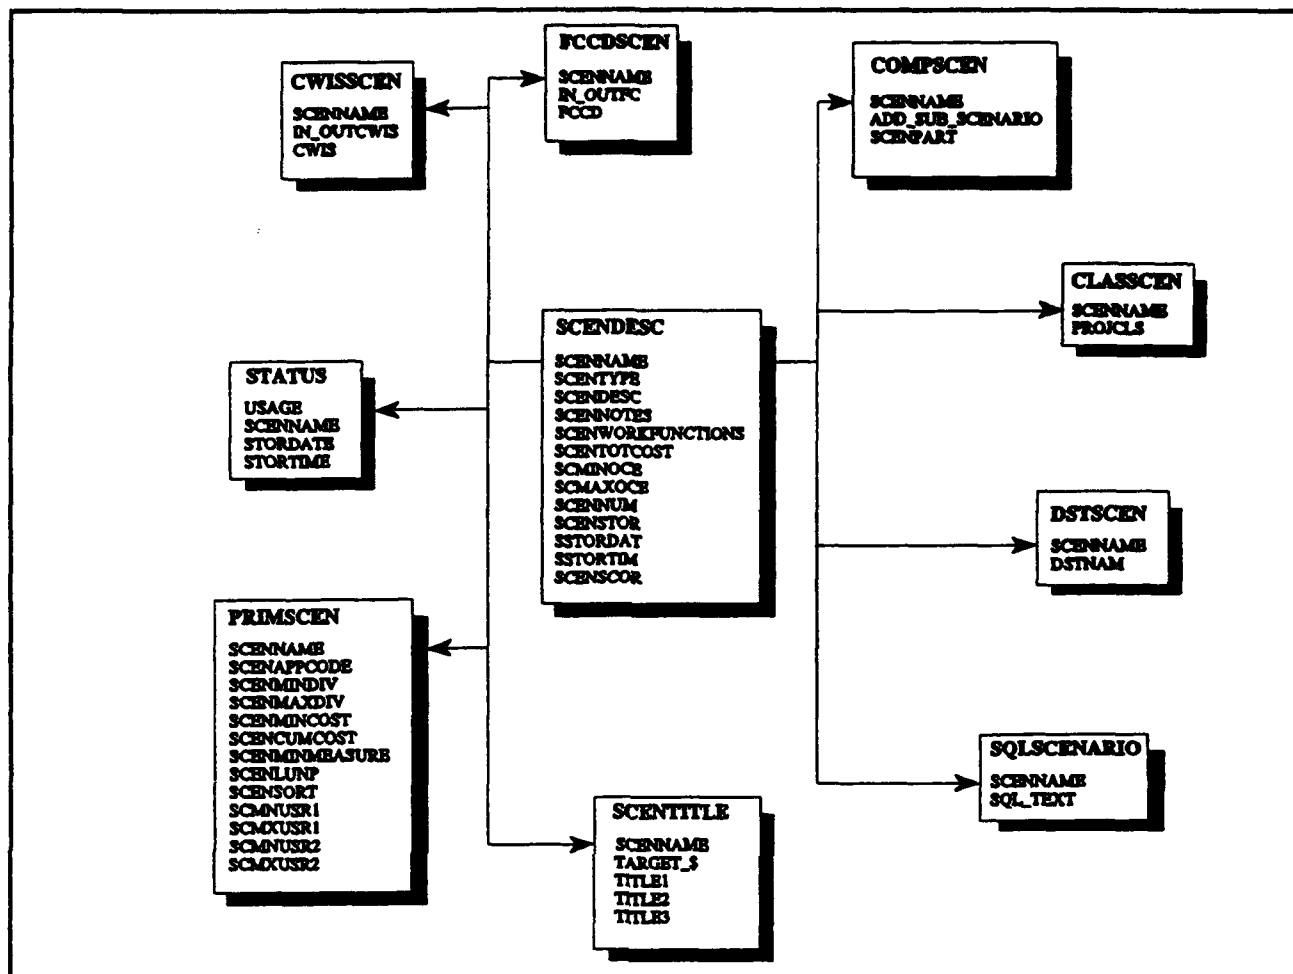 FCCDSCEN
SCENNAME
IN_OUTFC
FCCD
CWISSCEN
SCENNAME
IN_OUTCWIS
CWIS
COMPSCEN
SCENNAME
ADD_SUB_SCENARIO
SCENPART
CLASSCEN
SCENNAME
PROJCLS
SCENDESC
SCENNAME
SCENTYPE
SCENDESC
SCENNOTES
SCENWORKFUNCTIONS
SCENTOTCOST
SCMINOCE
SCMAXOCE
SCENNUM
SCENSTOR
SSTORDAT
SSTORTIM
SCENSCOR
STATUS
USAGE
SCENNAME
STORDATE
STORTIME
DSTSCEN
SCENNAME
DSTNAM
PRIMSCEN
SCENNAME
SCENAPPCODE
SCENMINDIV
SCENMAXDIV
SCENMINCOST
SCENCUMCOST
SCENMINMEASURE
SCENLUNP
SCENSORT
SCMNUSR1
SCMXUSR1
SCMNUSR2
SCMXUSR2
SQLSCENARIO
SCENNAME
SQL_TEXT
SCENTITLE
SCENNAME
TARGET_$
TITLE1
TITLE2
TITLE3